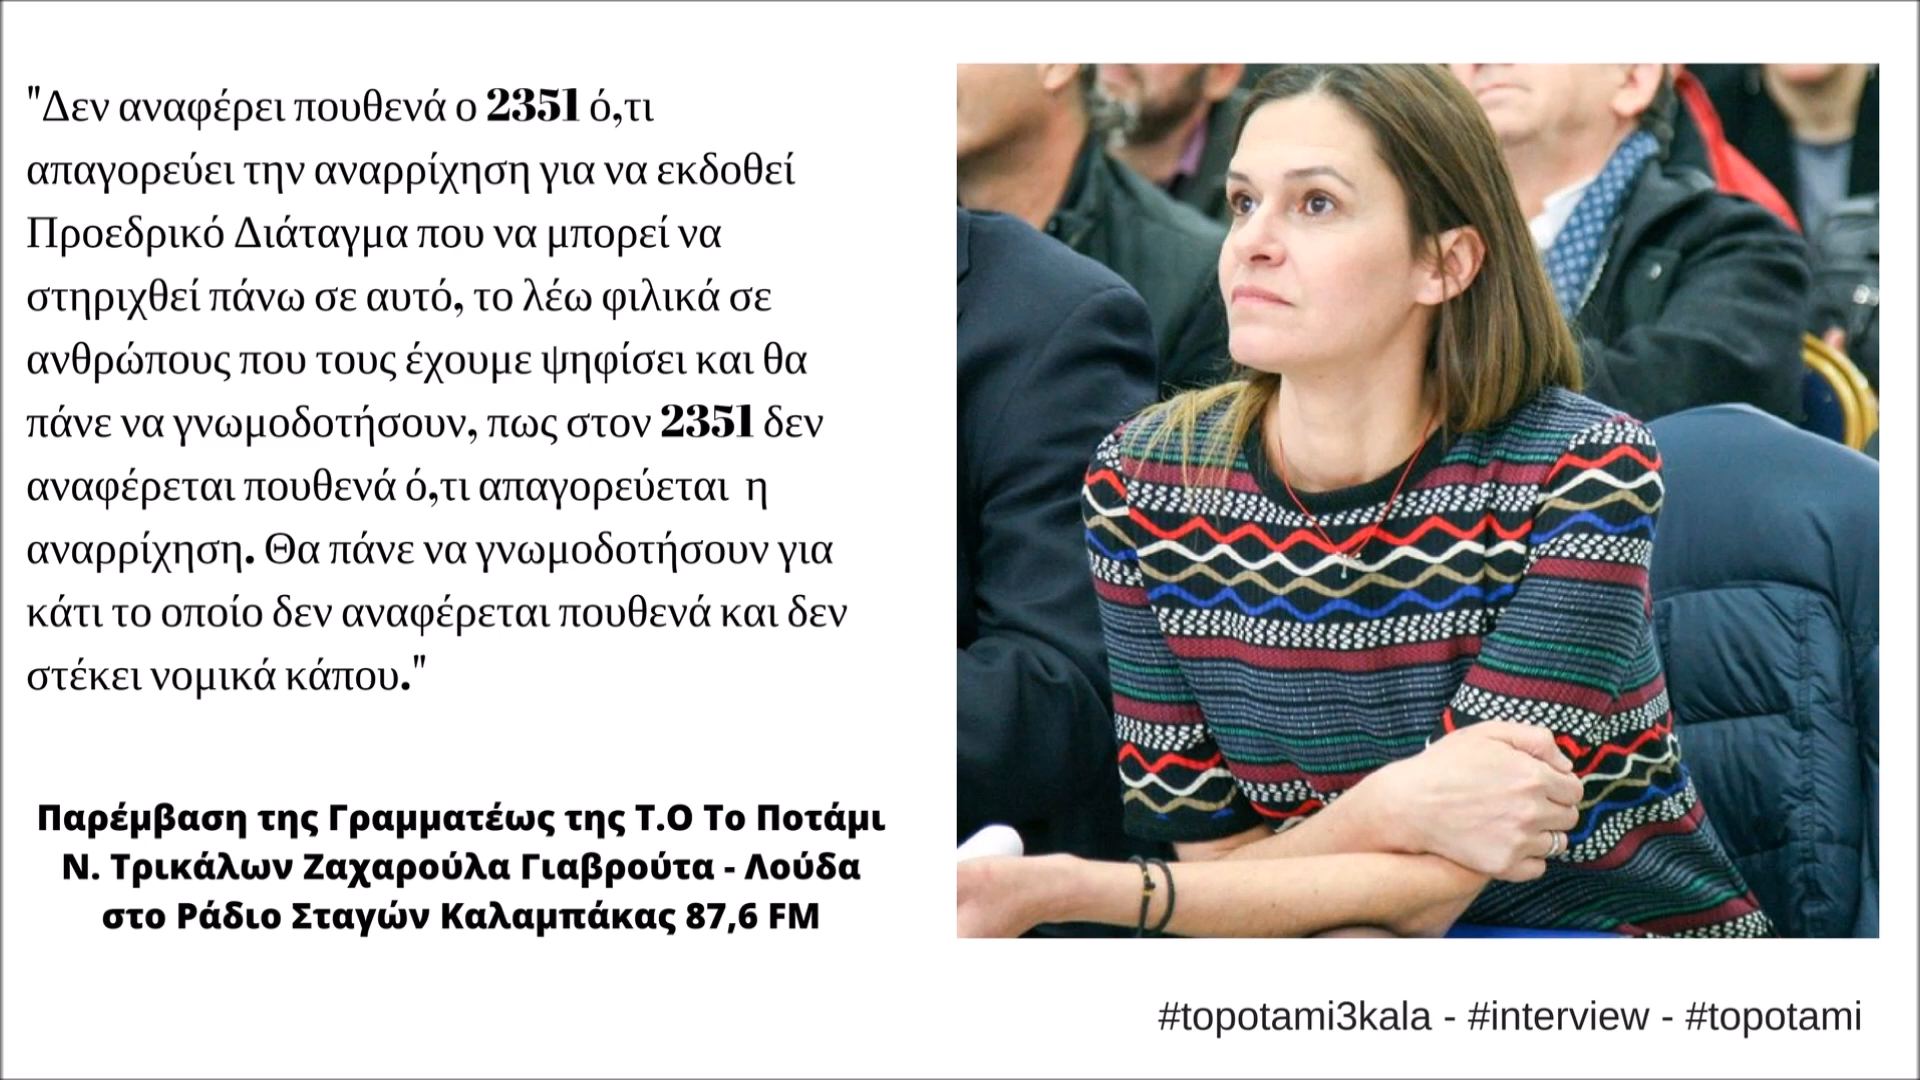 "Δεν αναφέρει πουθενά ο 2351 ό,τι
απαγορεύει την αναρρίχηση για να εκδοθεί
Προεδρικό Διάταγμα που να μπορεί να
στηριχθεί πάνω σε αυτό, το λέω φιλικά σε
ανθρώπους που τους έχουμε ψηφίσει και θα
πάνε να γνωμοδοτήσουν, πως στον 2351 δεν
αναφέρεται πουθενά ό,τι απαγορεύεται  η
αναρρίχηση. Θα πάνε να γνωμοδοτήσουν για
κάτι το οποίο δεν αναφέρεται πουθενά και δεν
στέκει νομικά κάπου."
Παρέμβαση της Γραμματέως της Τ.Ο Το Ποτάμι
Ν. Τρικάλων Ζαχαρούλα Γιαβρούτα - Λούδα
στο Ράδιο Σταγών Καλαμπάκας 87,6 FM
#topotami3kala - #interview - #topotami